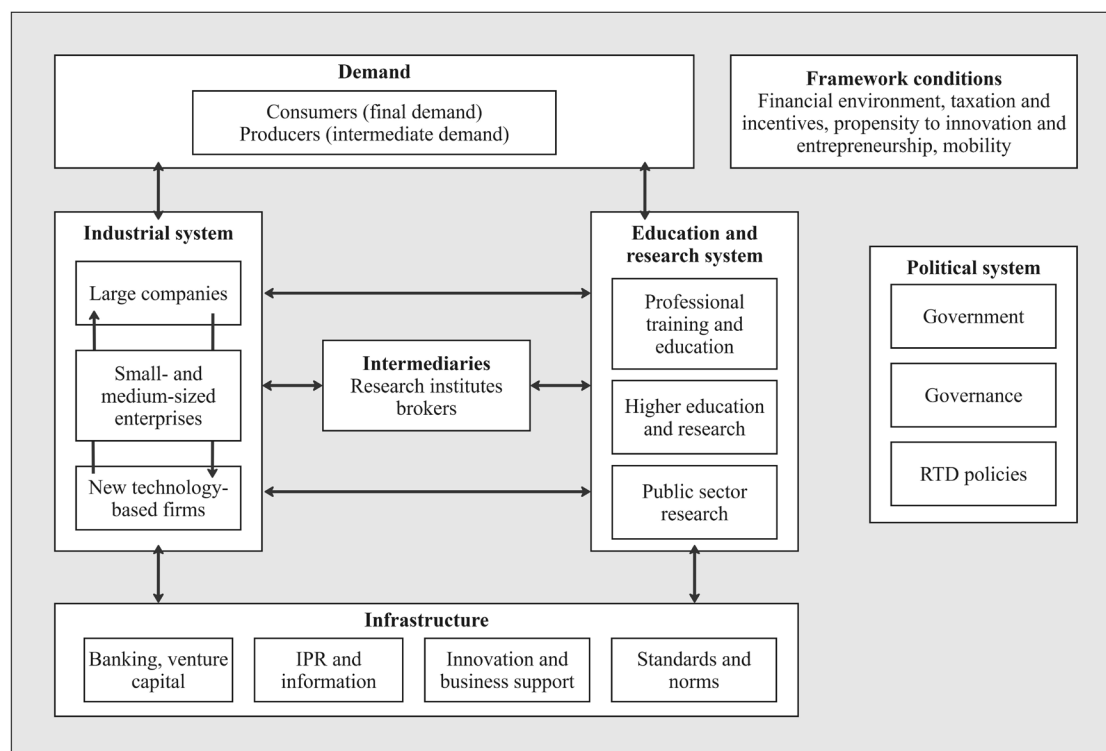 Demand
Consumers (final demand)
Producers (intermediate demand)
Framework conditions
Financial environment, taxation and
incentives, propensity to innovation and
entrepreneurship, mobility
Industrial system
Large companies
Small- and
medium-sized
enterprises
New technology-
based firms
Intermediaries
Research institutes
brokers
Education and
research system
Professional
training and
education
Higher education
and research
Public sector
research
Political system
Government
Governance
RTD policies
Infrastructure
Banking, venture
capital
IPR and
information
Innovation and
business support
Standards and
norms